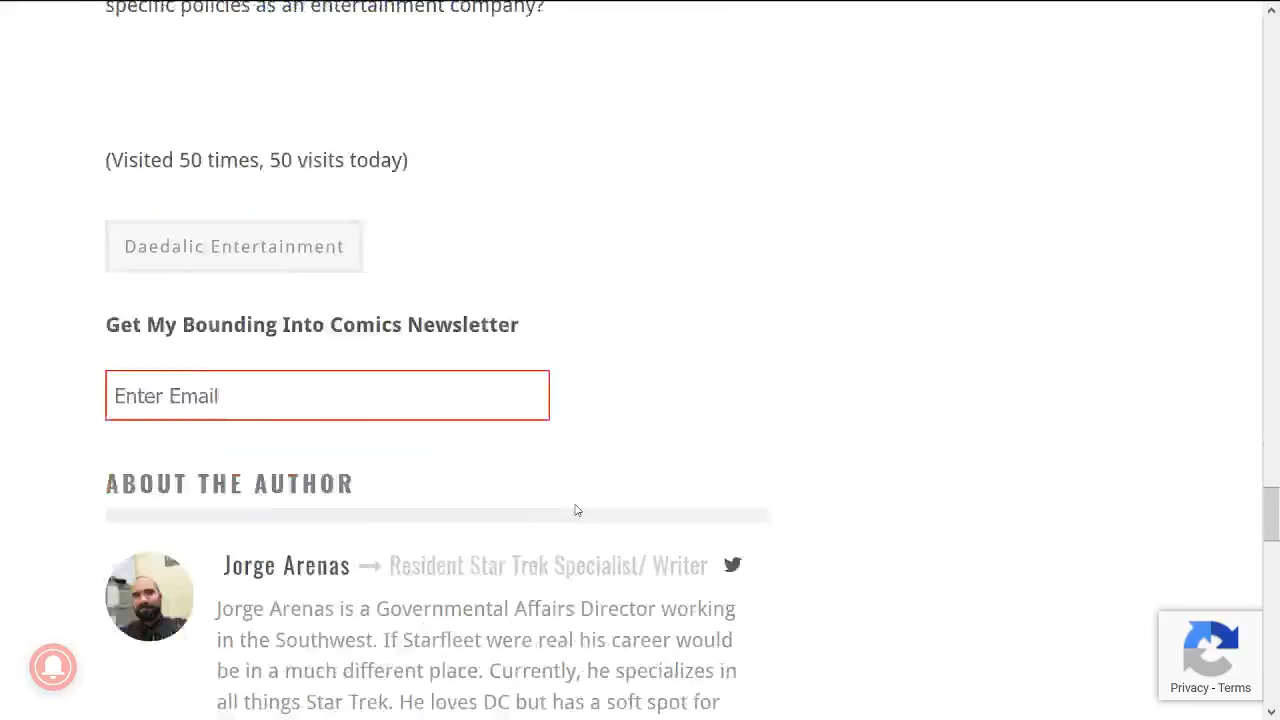 specific policies as an entertainment company?
(Visited 50 times, 50 visits today)
Daedalic Entertainment
Get My Bounding Into Comics Newsletter
Enter Email
ABOUT THE AUTHOR
Jorge Arenas → Resident Star Trek Specialist/ Writer
Jorge Arenas is a Governmental Affairs Director working
in the Southwest. If Starfleet were real his career would
be in a much different place. Currently, he specializes in
all things Star Trek. He loves DC but has a soft spot for
Privacy - Terms